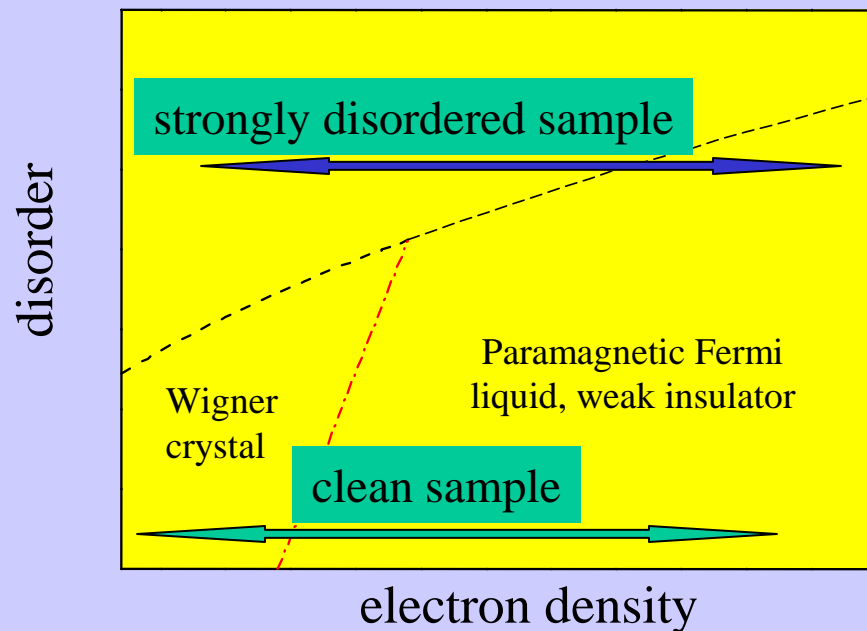 strongly disordered sample
disorder
Paramagnetic Fermi
liquid, weak insulator
Wigner
crystal
clean sample
electron density